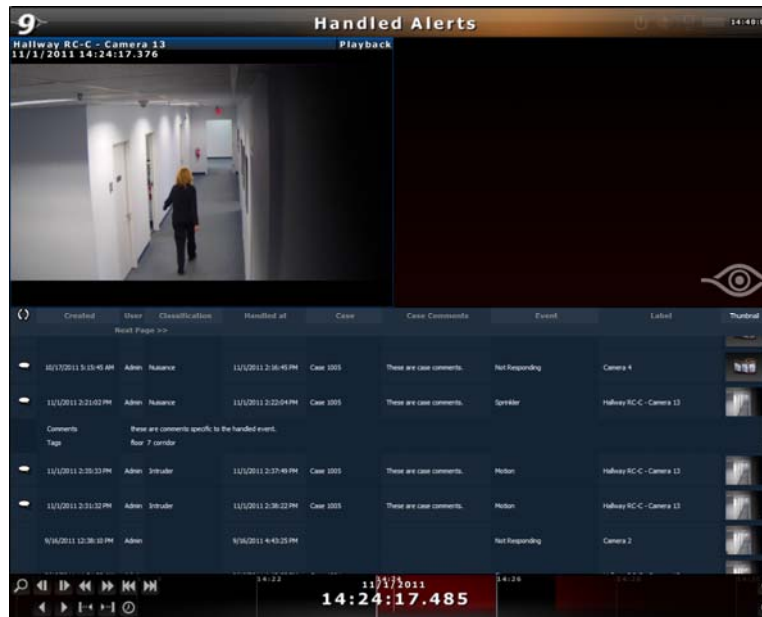 9
Handled Alerts
Hallway RC-C - Camera 13 Playback
11/1/2011 14:24:17.376
Created User Classification Handled at Case Case Comments Event Label Thumbnail
Next Page >>
10/17/2011 5:15:45 AM Admin Nuisance 11/1/2011 2:16:45 PM Case 1005 These are case comments. Not Responding Camera 4
11/1/2011 2:21:02 PM Admin Nuisance 11/1/2011 2:22:04 PM Case 1005 These are case comments. Sprinkler Hallway RC-C - Camera 13
Comments these are comments specific to the handled event.
Tags floor 7 corridor
11/1/2011 2:35:33 PM Admin Intruder 11/1/2011 2:37:49 PM Case 1005 These are case comments. Motion Hallway RC-C - Camera 13
11/1/2011 2:31:32 PM Admin Intruder 11/1/2011 2:38:22 PM Case 1005 These are case comments. Motion Hallway RC-C - Camera 13
9/16/2011 12:38:10 PM Admin 9/16/2011 4:43:25 PM Not Responding Camera 2
14:22 14:24 14:26
11/1/2011
14:24:17.485